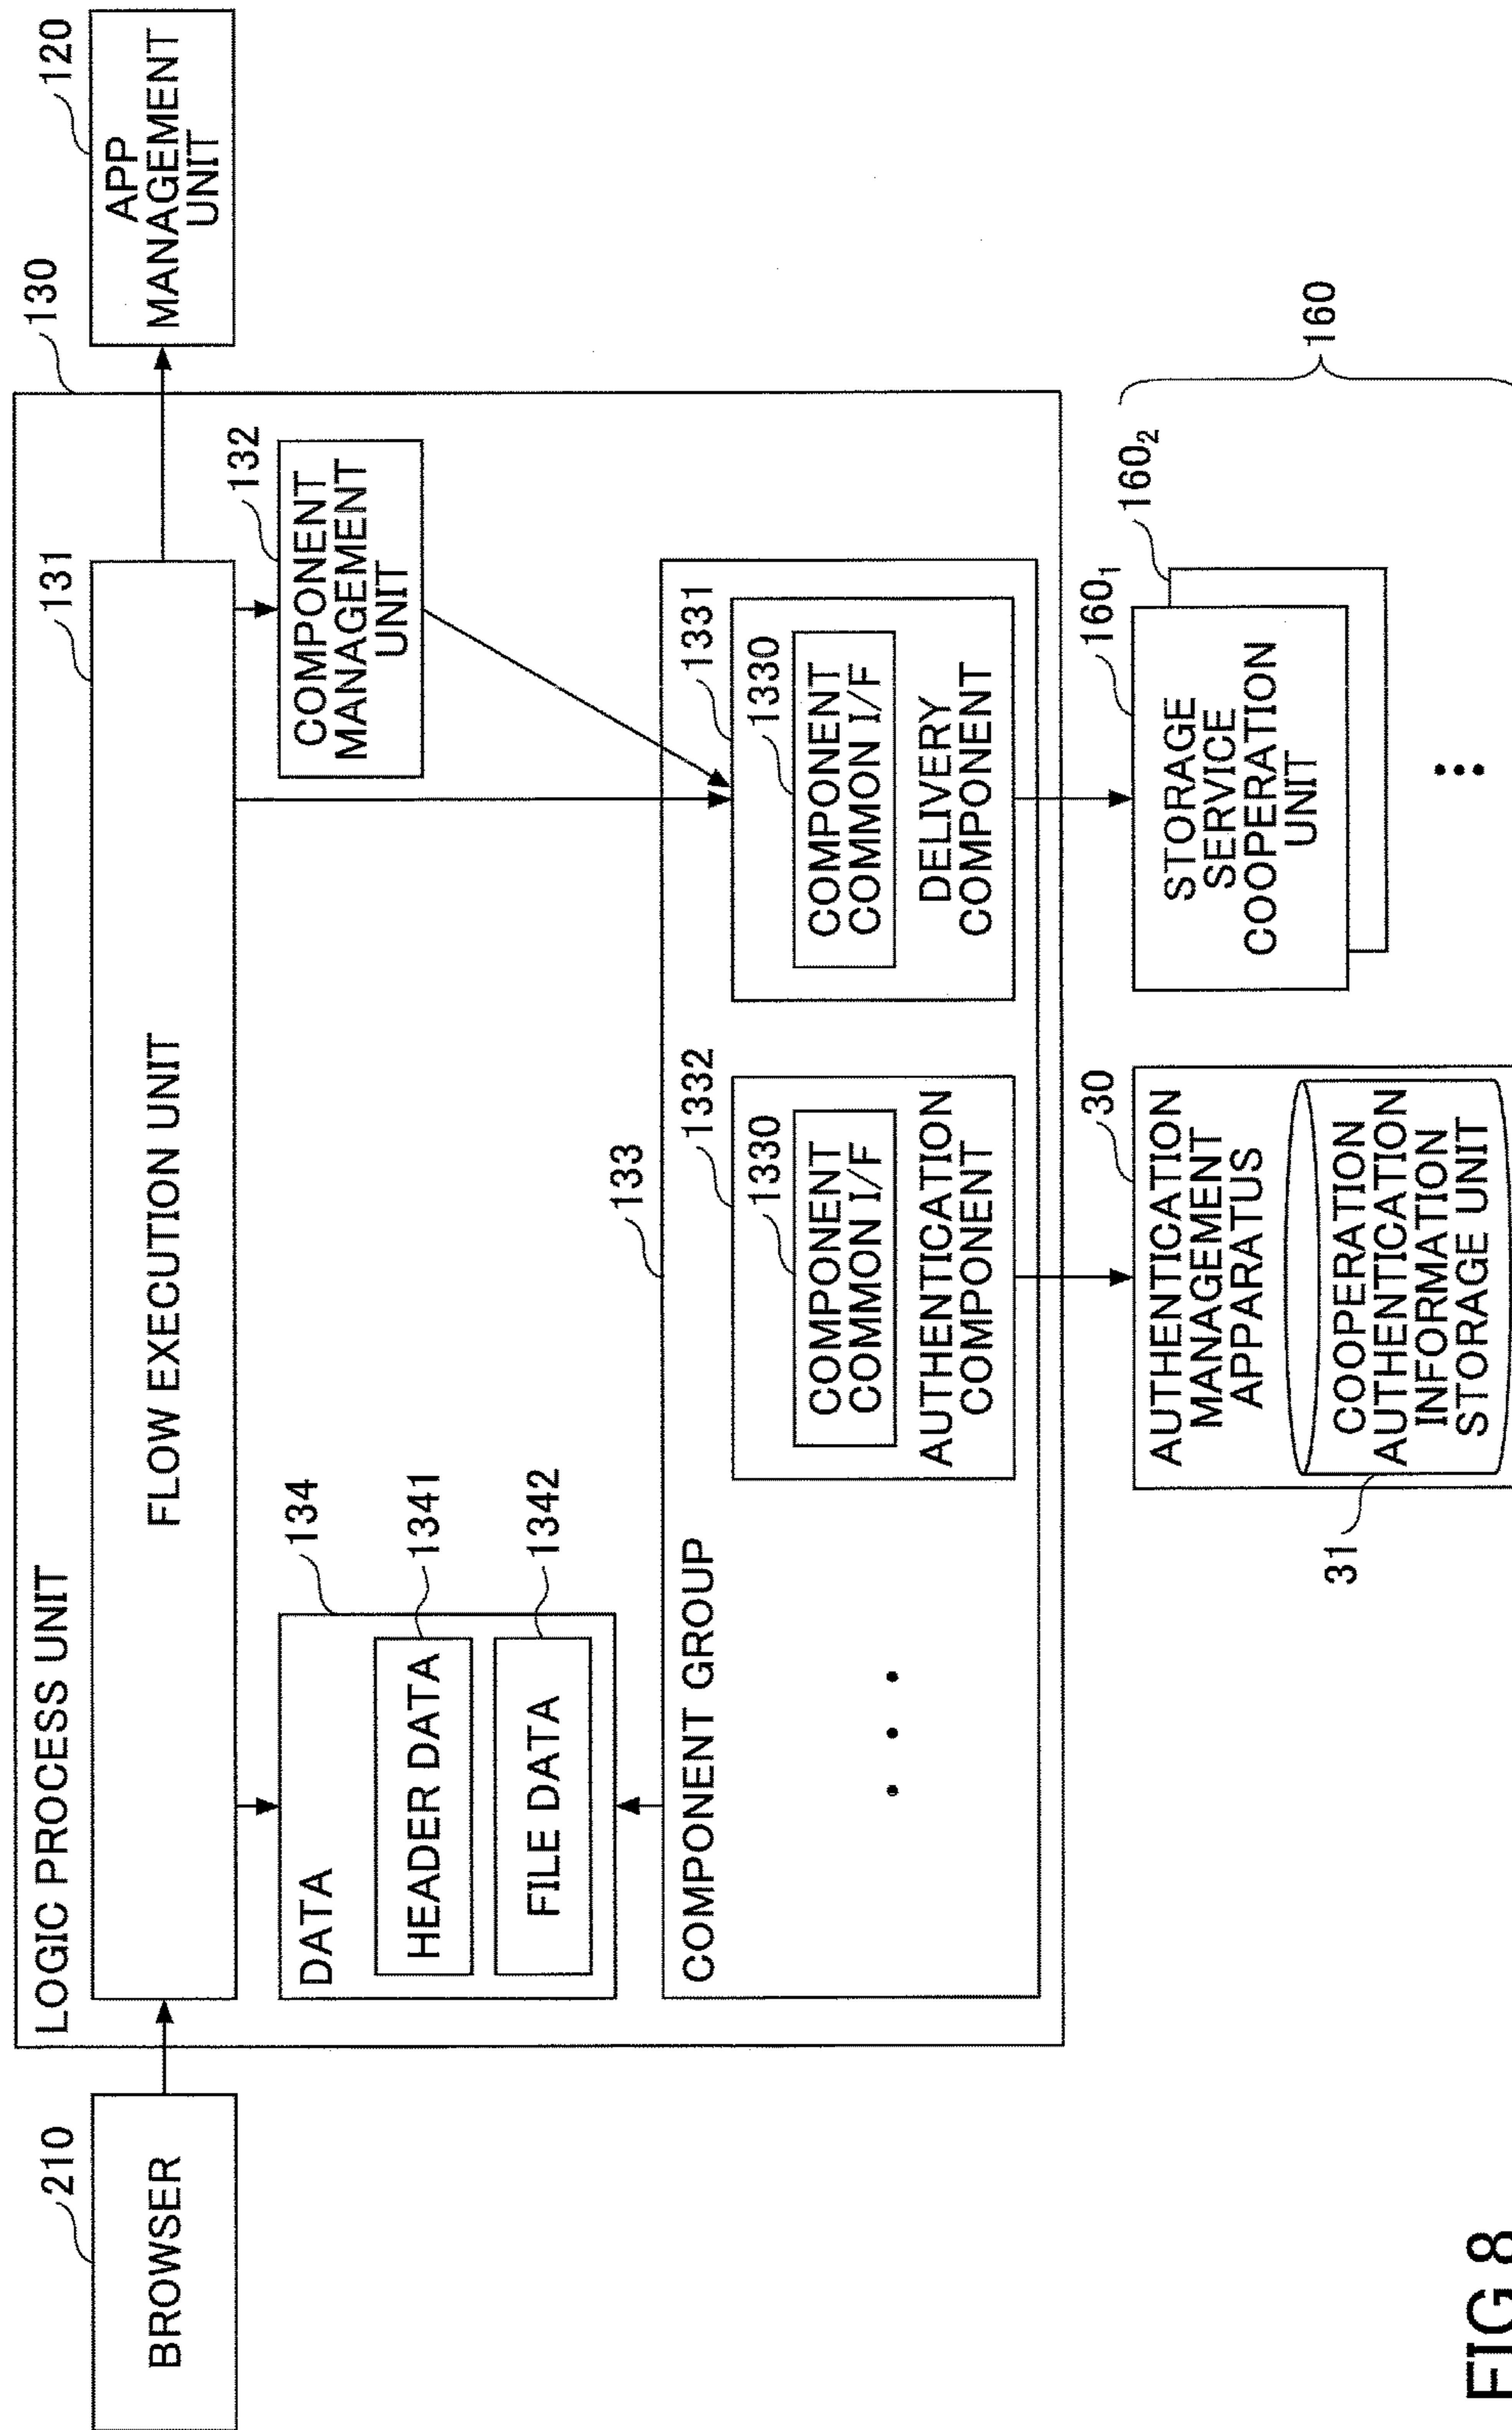 FIG.8
210
BROWSER
LOGIC PROCESS UNIT
130
131
FLOW EXECUTION UNIT
120
APP
MANAGEMENT
UNIT
134
DATA
1341
HEADER DATA
1342
FILE DATA
132
COMPONENT
MANAGEMENT
UNIT
133
COMPONENT GROUP
• • •
1332
1330
COMPONENT
COMMON I/F
AUTHENTICATION
COMPONENT
1331
1330
COMPONENT
COMMON I/F
DELIVERY
COMPONENT
30
AUTHENTICATION
MANAGEMENT
APPARATUS
31
COOPERATION
AUTHENTICATION
INFORMATION
STORAGE UNIT
160₁
160₂
STORAGE
SERVICE
COOPERATION
UNIT
• • •
160